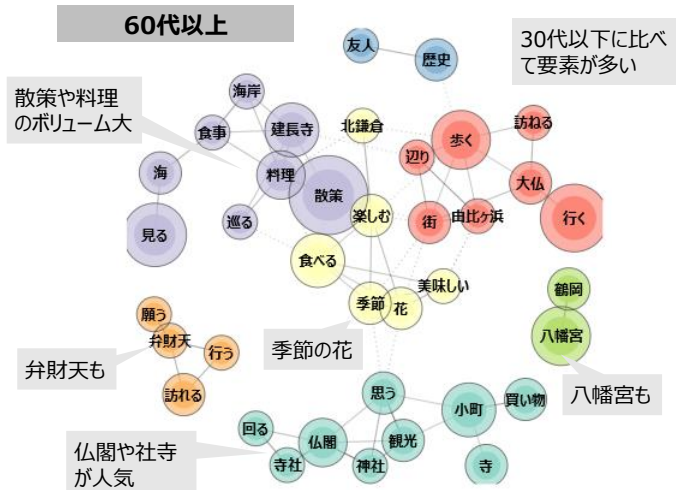 60代以上
友人
歴史
30代以下に比べ
て要素が多い
散策や料理
のボリューム大
海岸
食事
建長寺
北鎌倉
辺り
歩く
訪ねる
海
料理
散策
大仏
見る
巡る
楽しむ
街
由比ヶ浜
行く
食べる
季節
花
美味しい
鶴岡
八幡宮
願う
弁財天
行う
訪れる
弁財天も
季節の花
八幡宮も
思う
小町
買い物
回る
仏閣
観光
寺社
神社
寺
仏閣や社寺
が人気